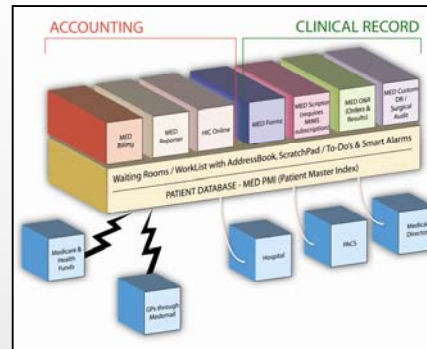 ACCOUNTING
CLINICAL RECORD
MED
Billing
MED
Reporter
HIC Online
MED Forms
MED
Scriptor
(requires
MIMS
subscription)
MED O&R
(Orders &
Results)
MED Custom
DB /
Surgical
Audit
Waiting Rooms / WorkList with AddressBook, ScratchPad / To-Do's & Smart Alarms
PATIENT DATABASE - MED PMI (Patient Master Index)
Medicare &
Health
Funds
GPs through
Medemail
Hospital
PACS
Medical
Director